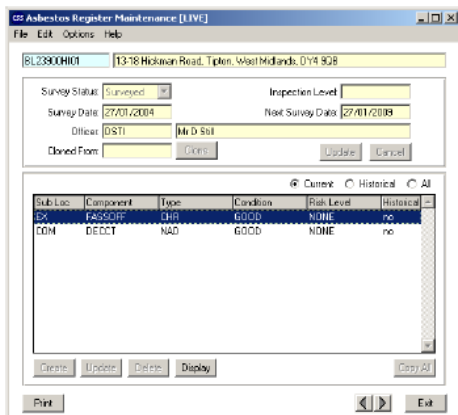 css Asbestos Register Maintenance [LIVE]
File Edit Options Help
BL23900HI01 13-18 Hickman Road, Tipton, West Midlands, DY4 9QB
Survey Status: Surveyed Inspection Level:
Survey Date: 27/01/2004 Next Survey Date: 27/01/2009
Officer: DSTI Mr D Still
Cloned From: Clone Update Cancel
Current Historical All
Sub Loc Component Type Condition Risk Level Historical
EX FASSOFF CHR GOOD NONE no
COM DECCT NAD GOOD NONE no
Create Update Delete Display Copy All
Print Exit